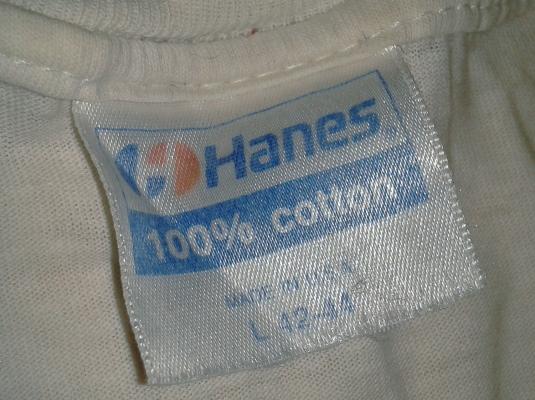 Hanes
100% cotton
MADE IN U.S.A.
L 42-44